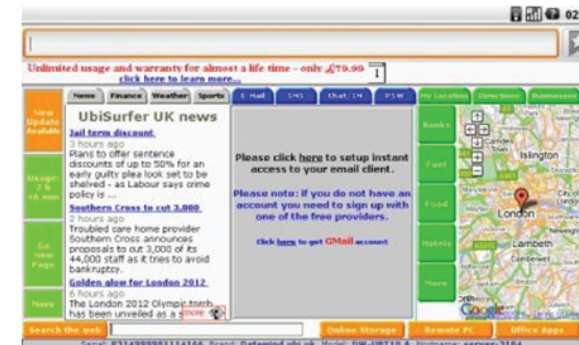 02
Unlimited usage and warranty for almost a life time - only £79.99
click here to learn more...
1
News Finance Weather Sports E-Mail SMS Chat/IM PSW My Location Directions Businesses
New
Update
Available
Usage:
2 h
Go
New
Page
More
UbiSurfer UK news
Jail term discount
3 hours ago
Plans to offer sentence
discounts of up to 50% for an
early guilty plea look set to be
shelved - as Labour says crime
policy is ...
Southern Cross to cut 3,000
2 hours ago
Troubled care home provider
Southern Cross announces
proposals to cut 3,000 of its
44,000 staff as it tries to avoid
bankruptcy.
Golden glow for London 2012
6 hours ago
The London 2012 Olympic torch
has been unveiled as a s
more
Please click here to setup instant
access to your email client.
Please note: if you do not have an
account you need to sign up with
one of the free providers.
Click here to get GMail account
Banks
Fuel
Food
Hotels
More
Camden
Islington
London
Lambeth
Camberwell
Google
Search the web
Online Storage Remote PC Office Apps